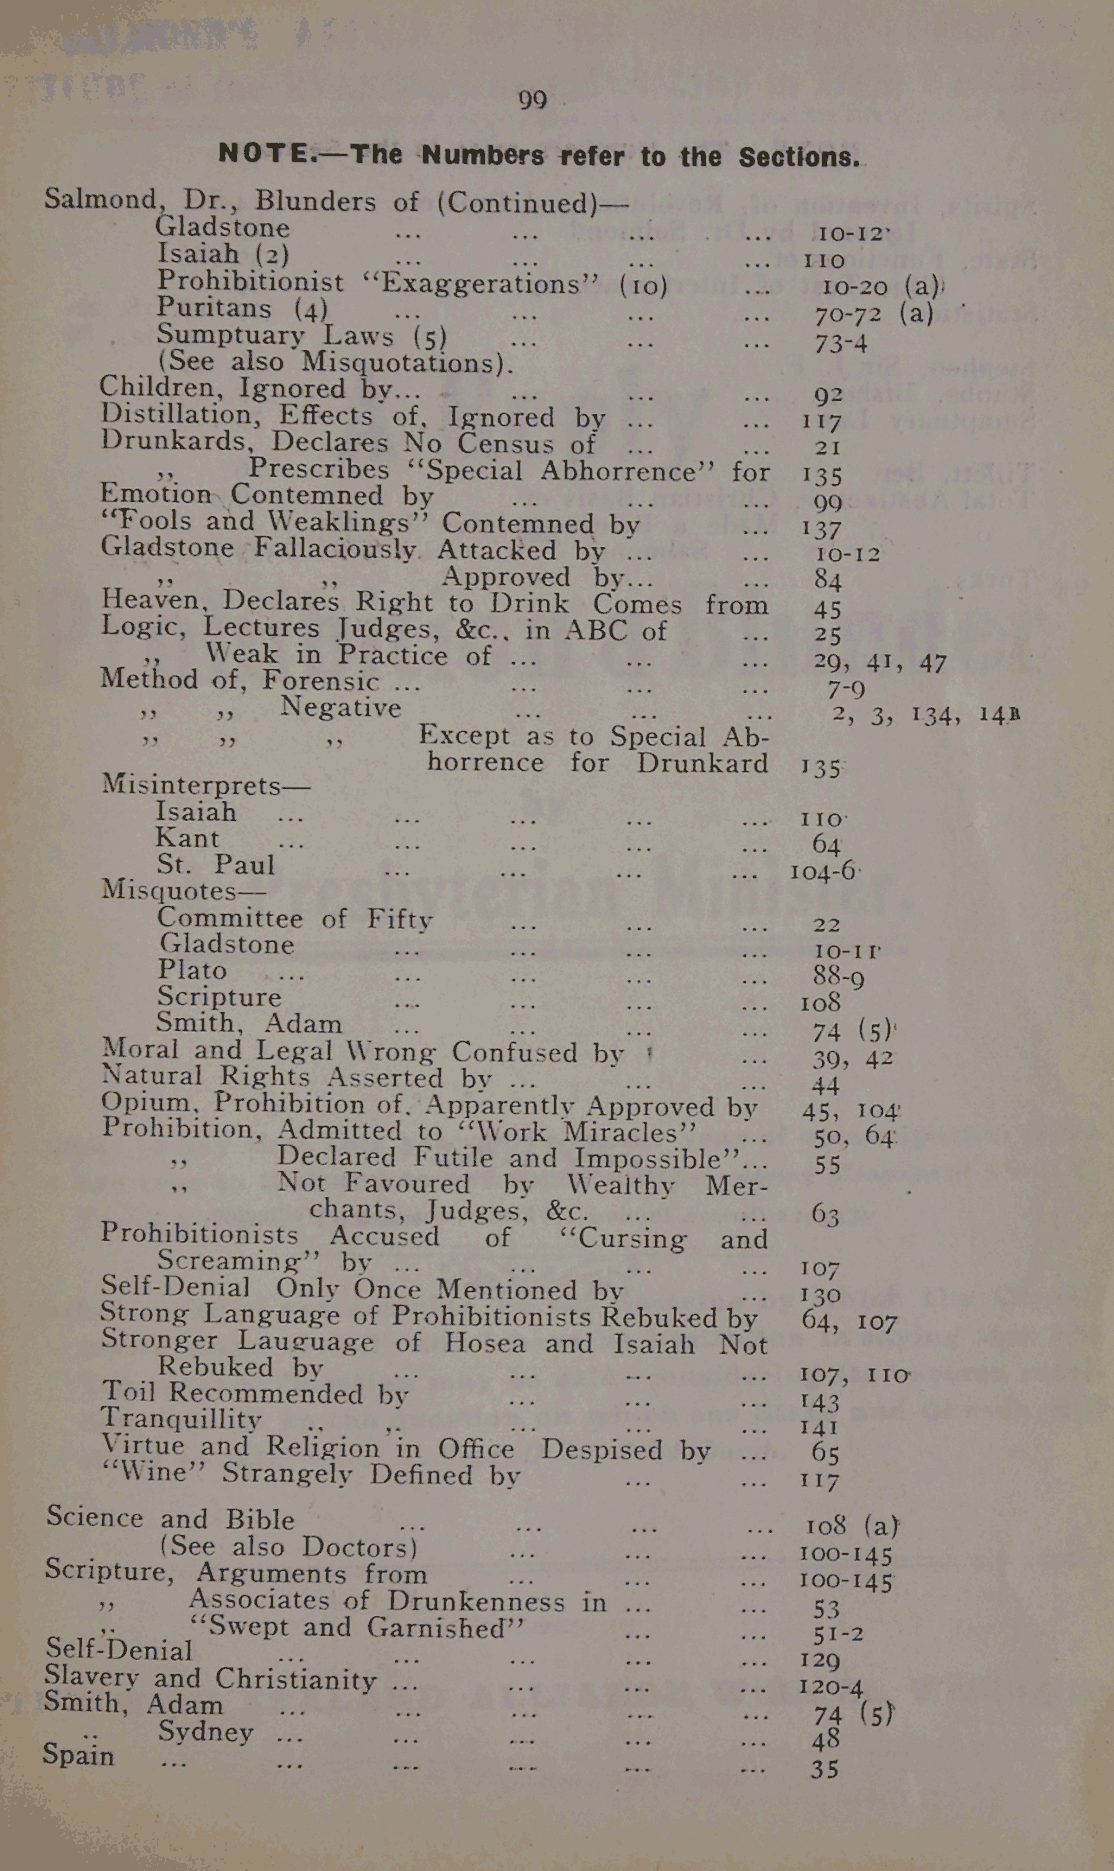 99
NOTE.—The Numbers refer to the Sections.
Salmond, Dr., Blunders of (Continued)—
Gladstone ... ... ... ... 10-12
Isaiah (2) ... ... ... ... 110
Prohibitionist “Exaggerations” (10) ... 10-20 (a)
Puritans (4) ... ... ... ... 70-72 (a)
Sumptuary Laws (5) ... ... ... 73-4
(See also Misquotations).
Children, Ignored by... ... ... ... 92
Distillation, Effects of, Ignored by ... ... 117
Drunkards, Declares No Census of ... ... 21
,, Prescribes “Special Abhorrence” for 135
Emotion Contemned by ... ... ... 99
“Fools and Weaklings” Contemned by ... 137
Gladstone Fallaciously Attacked by ... ... 10-12
,, ,, Approved by... ... 84
Heaven, Declares Right to Drink Comes from 45
Logic, Lectures Judges, &c., in ABC of ... 25
,, Weak in Practice of ... ... ... 29, 41, 47
Method of, Forensic ... ... ... ... 7-9
,, ,, Negative ... ... ... 2, 3, 134, 14B
,, ,, ,, Except as to Special Ab-
horrence for Drunkard 135
Misinterprets—
Isaiah ... ... ... ... ... 110
Kant ... ... ... ... ... 64
St. Paul ... ... ... ... 104-6
Misquotes—
Committee of Fifty ... ... ... 22
Gladstone ... ... ... ... 10-11
Plato ... ... ... ... ... 88-9
Scripture ... ... ... ... 108
Smith, Adam ... ... ... ... 74 (5)
Moral and Legal Wrong Confused by ... 39, 42
Natural Rights Asserted by ... ... ... 44
Opium, Prohibition of, Apparently Approved by 45, 104
Prohibition, Admitted to “Work Miracles” ... 50, 64
,, Declared Futile and Impossible”... 55
,, Not Favoured by Wealthy Mer-
chants, Judges, &c. ... ... 63
Prohibitionists Accused of “Cursing and
Screaming” by ... ... ... ... 107
Self-Denial Only Once Mentioned by ... 130
Strong Language of Prohibitionists Rebuked by 64, 107
Stronger Lauguage of Hosea and Isaiah Not
Rebuked by ... ... ... ... 107, 110
Toil Recommended by ... ... ... 143
Tranquillity .. ,. ... ... ... 141
Virtue and Religion in Office Despised by ... 65
“Wine” Strangely Defined by ... ... 117
Science and Bible ... ... ... ... 108 (a)
(See also Doctors) ... ... ... 100-145
Scripture, Arguments from ... ... ... 100-145
,, Associates of Drunkenness in ... ... 53
,, “Swept and Garnished” ... ... 51-2
Self-Denial ... ... ... ... ... 129
Slavery and Christianity ... ... ... ... 120-4
Smith, Adam ... ... ... ... ... 74 (5)
.. Sydney ... ... ... ... ... 48
Spain ... ... ... ... ... ... 35